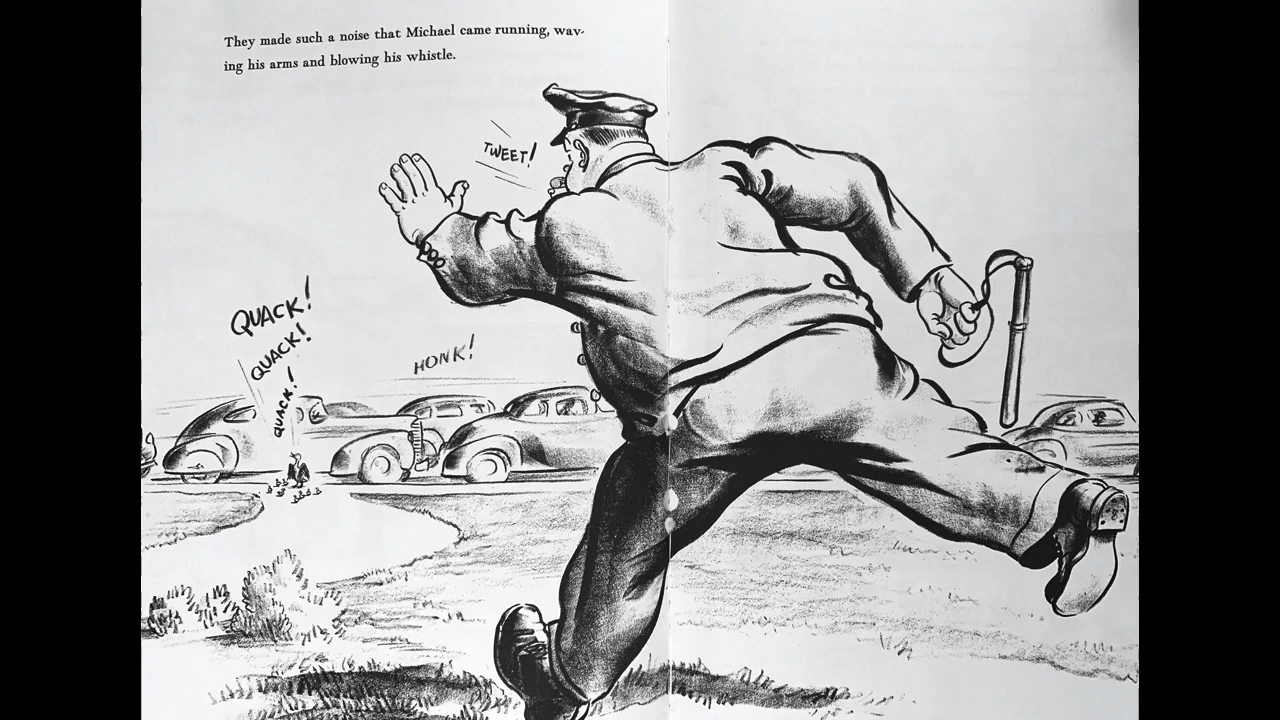 They made such a noise that Michael came running, wav-
ing his arms and blowing his whistle.
TWEET!
QUACK!
QUACK!
QUACK!
HONK!